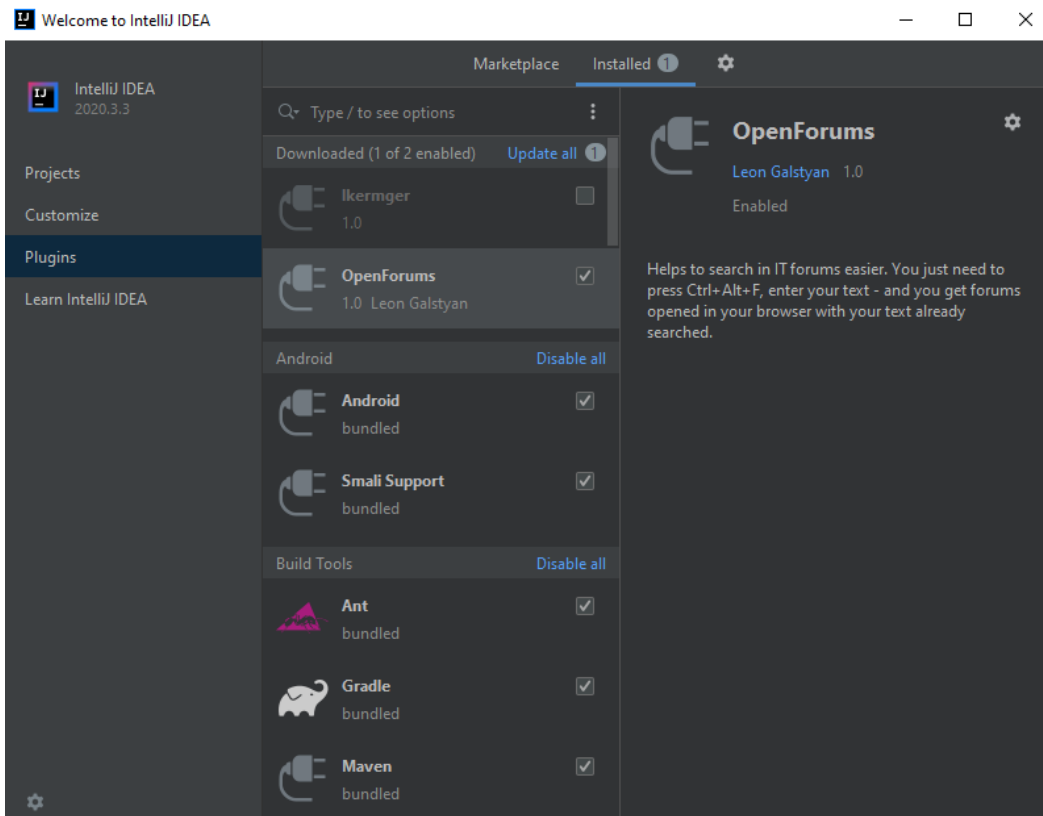 Welcome to IntelliJ IDEA
IntelliJ IDEA
2020.3.3
Projects
Customize
Plugins
Learn IntelliJ IDEA
Marketplace
Installed 1
Type / to see options
Downloaded (1 of 2 enabled) Update all 1
Ikermger
1.0
OpenForums
1.0 Leon Galstyan
Android Disable all
Android
bundled
Smali Support
bundled
Build Tools Disable all
Ant
bundled
Gradle
bundled
Maven
bundled
OpenForums
Leon Galstyan 1.0
Enabled
Helps to search in IT forums easier. You just need to
press Ctrl+Alt+F, enter your text - and you get forums
opened in your browser with your text already
searched.